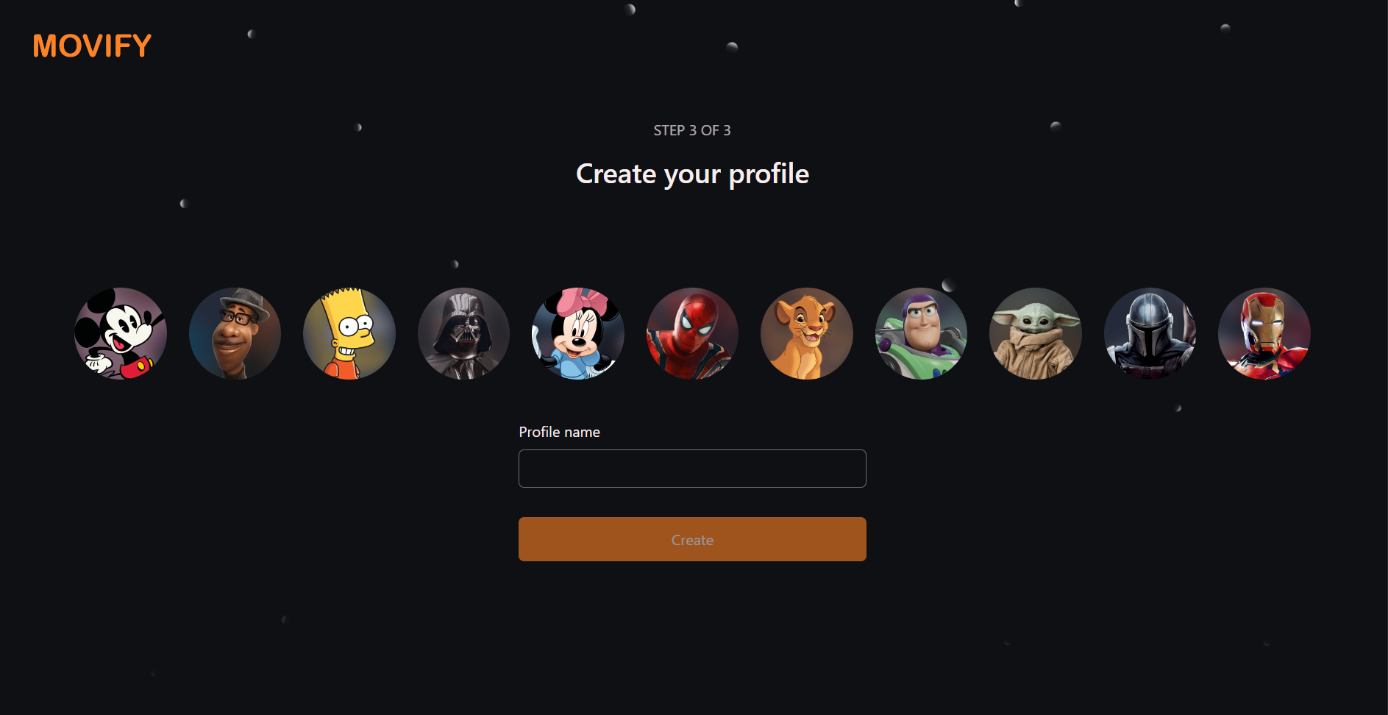 MOVIFY
STEP 3 OF 3
Create your profile
Profile name
Create